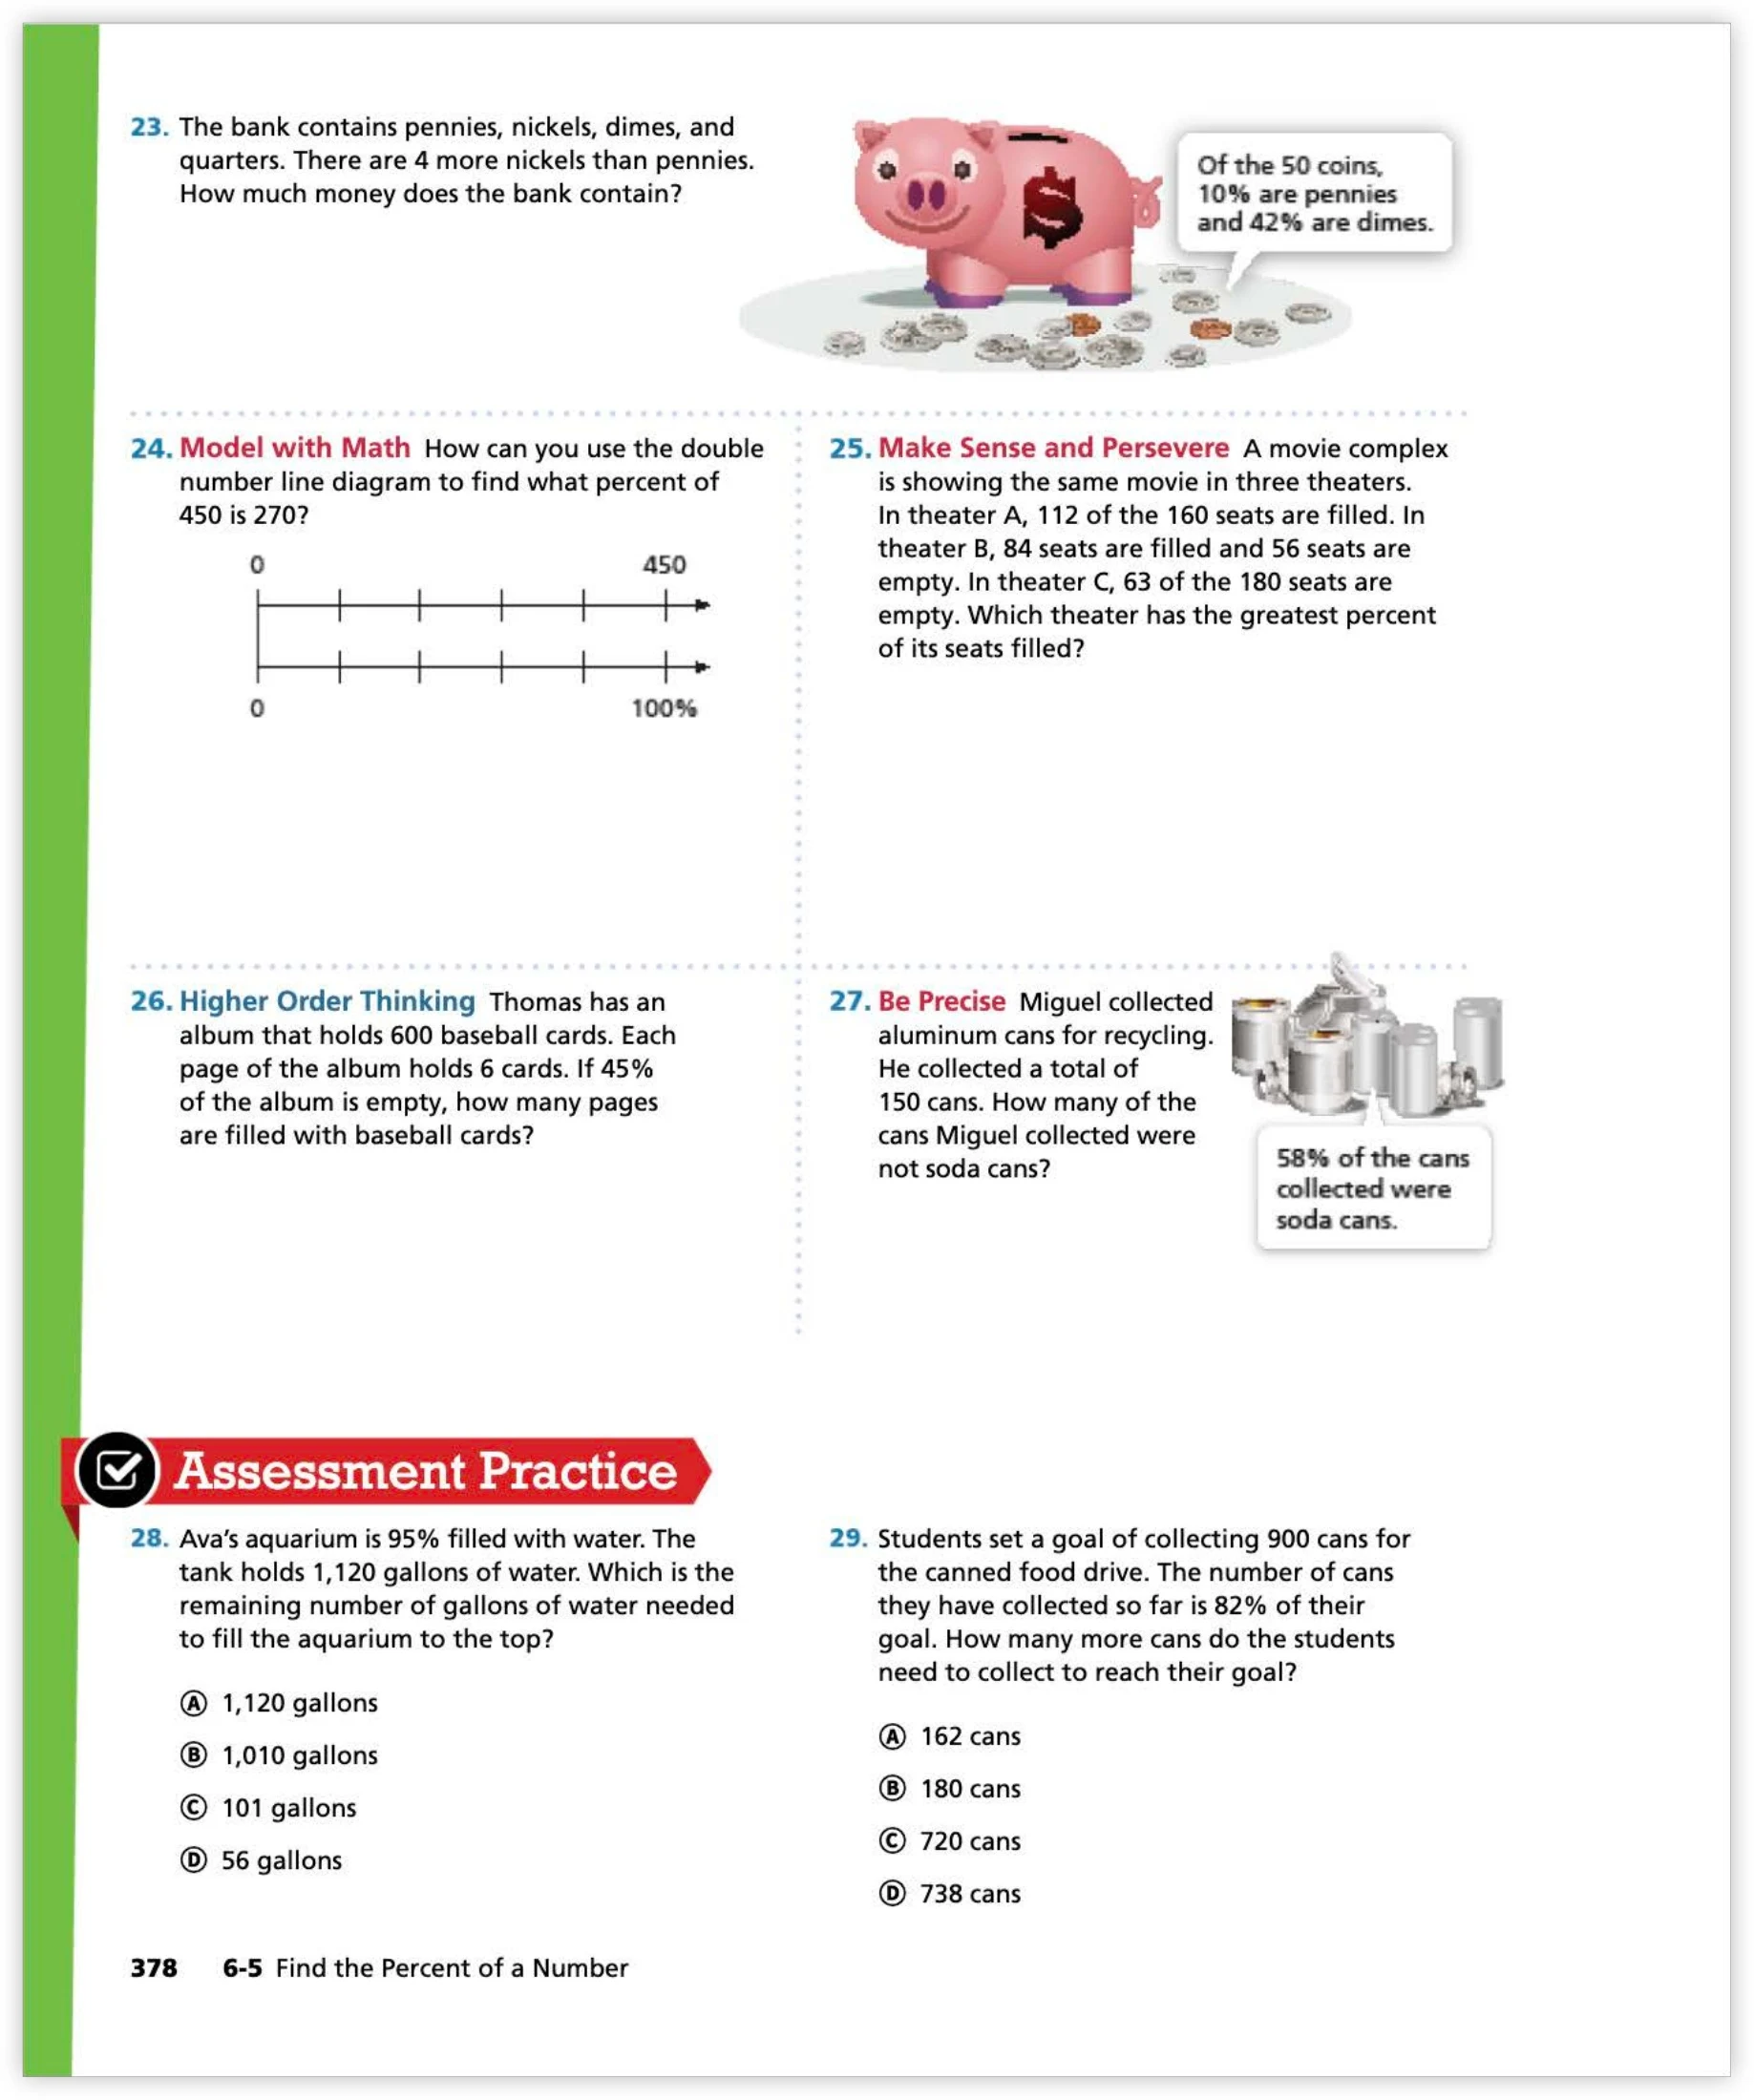 23. The bank contains pennies, nickels, dimes, and
quarters. There are 4 more nickels than pennies.
How much money does the bank contain?
$
Of the 50 coins,
10% are pennies
and 42% are dimes.
24. Model with Math How can you use the double
number line diagram to find what percent of
450 is 270?
0 450
0 100%
25. Make Sense and Persevere A movie complex
is showing the same movie in three theaters.
In theater A, 112 of the 160 seats are filled. In
theater B, 84 seats are filled and 56 seats are
empty. In theater C, 63 of the 180 seats are
empty. Which theater has the greatest percent
of its seats filled?
26. Higher Order Thinking Thomas has an
album that holds 600 baseball cards. Each
page of the album holds 6 cards. If 45%
of the album is empty, how many pages
are filled with baseball cards?
27. Be Precise Miguel collected
aluminum cans for recycling.
He collected a total of
150 cans. How many of the
cans Miguel collected were
not soda cans?
58% of the cans
collected were
soda cans.
Assessment Practice
28. Ava’s aquarium is 95% filled with water. The
tank holds 1,120 gallons of water. Which is the
remaining number of gallons of water needed
to fill the aquarium to the top?
Ⓐ 1,120 gallons
Ⓑ 1,010 gallons
Ⓒ 101 gallons
Ⓓ 56 gallons
29. Students set a goal of collecting 900 cans for
the canned food drive. The number of cans
they have collected so far is 82% of their
goal. How many more cans do the students
need to collect to reach their goal?
Ⓐ 162 cans
Ⓑ 180 cans
Ⓒ 720 cans
Ⓓ 738 cans
378 6-5 Find the Percent of a Number